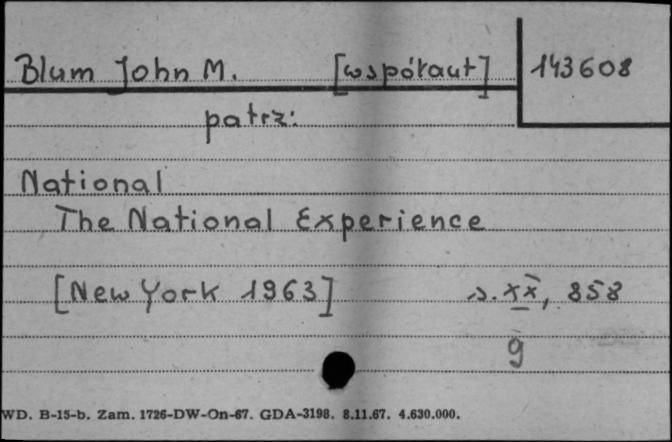 Blum John M. [współaut] 143608
patrz:
National
The National Experience
[New York 1963] s. XX, 858
g
WD. B-15-b. Zam. 1726-DW-On-67. GDA-3198. 8.11.67. 4.630.000.